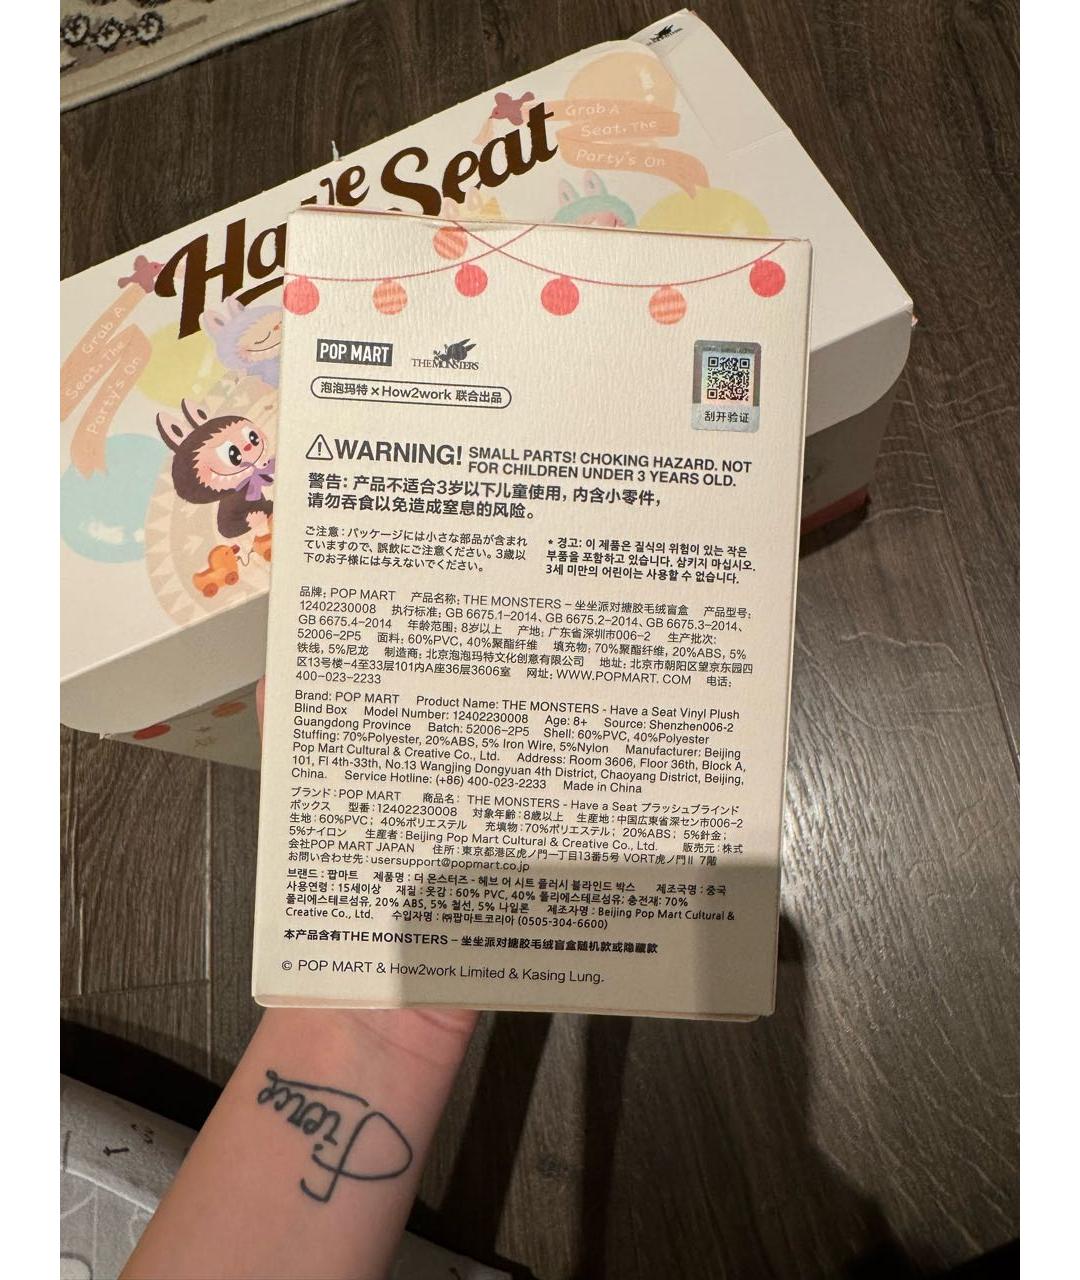 Have Seat
Grab A
Seat, The
Party's On
Grab A
Seat, The
Party's On
POP MART
THE MONSTERS
泡泡玛特 × How2work 联合出品
刮开验证
WARNING! SMALL PARTS! CHOKING HAZARD. NOT
FOR CHILDREN UNDER 3 YEARS OLD.
警告: 产品不适合3岁以下儿童使用, 内含小零件,
请勿吞食以免造成窒息的风险。
ご注意：パッケージには小さな部品が含まれ
ていますので、誤飲にご注意ください。3歳以
下のお子様には与えないでください。
* 경고: 이 제품은 질식의 위험이 있는 작은
부품을 포함하고 있습니다. 삼키지 마십시오.
3세 미만의 어린이는 사용할 수 없습니다.
品牌: POP MART 产品名称: THE MONSTERS – 坐坐派对搪胶毛绒盲盒 产品型号:
12402230008 执行标准: GB 6675.1–2014、GB 6675.2–2014、GB 6675.3–2014、
GB 6675.4–2014 年龄范围: 8岁以上 产地: 广东省深圳市006–2 生产批次:
52006–2P5 面料: 60%PVC, 40%聚酯纤维 填充物: 70%聚酯纤维, 20%ABS, 5%
铁线, 5%尼龙 制造商: 北京泡泡玛特文化创意有限公司 地址: 北京市朝阳区望京东园四
区13号楼–4至33层101内A座36层3606室 网址: WWW.POPMART. COM 电话:
400–023–2233
Brand: POP MART Product Name: THE MONSTERS - Have a Seat Vinyl Plush
Blind Box Model Number: 12402230008 Age: 8+ Source: Shenzhen006-2
Guangdong Province Batch: 52006–2P5 Shell: 60%PVC, 40%Polyester
Stuffing: 70%Polyester, 20%ABS, 5% Iron Wire, 5%Nylon Manufacturer: Beijing
Pop Mart Cultural & Creative Co., Ltd. Address: Room 3606, Floor 36th, Block A,
101, Fl 4th-33th, No.13 Wangjing Dongyuan 4th District, Chaoyang District, Beijing,
China. Service Hotline: (+86) 400-023-2233 Made in China
ブランド：POP MART 商品名： THE MONSTERS - Have a Seat プラッシュブラインド
ボックス 型番：12402230008 対象年齢：8歳以上 生産地：中国広東省深セン市006–2
生地：60%PVC； 40%ポリエステル 充填物：70%ポリエステル； 20%ABS； 5%針金；
5%ナイロン 生産者：Beijing Pop Mart Cultural & Creative Co., Ltd. 販売元：株式
会社POP MART JAPAN 住所：東京都港区虎ノ門一丁目13番5号 VORT虎ノ門Ⅱ 7階
お問い合わせ先：usersupport@popmart.co.jp
브랜드 : 팝마트 제품명 : 더 몬스터즈 - 헤브 어 시트 플러시 블라인드 박스 제조국명 : 중국
사용연령 : 15세이상 재질 : 옷감 : 60% PVC, 40% 폴리에스테르섬유; 충전재: 70%
폴리에스테르섬유, 20% ABS, 5% 철선, 5% 나일론 제조자명 : Beijing Pop Mart Cultural &
Creative Co., Ltd. 수입자명 : ㈜팝마트코리아 (0505-304-6600)
本产品含有THE MONSTERS – 坐坐派对搪胶毛绒盲盒随机款或隐藏款
© POP MART & How2work Limited & Kasing Lung.
Fierce